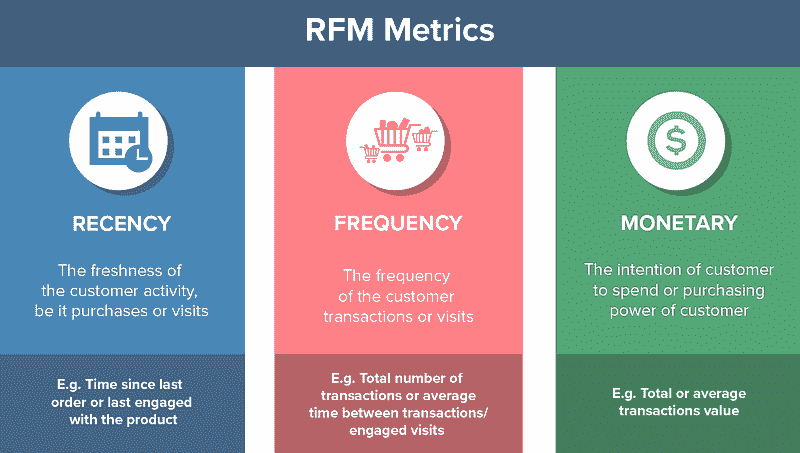 RFM Metrics
RECENCY
The freshness of
the customer activity,
be it purchases or visits
E.g. Time since last
order or last engaged
with the product
FREQUENCY
The frequency
of the customer
transactions or visits
E.g. Total number of
transactions or average
time between transactions/
engaged visits
MONETARY
The intention of customer
to spend or purchasing
power of customer
E.g. Total or average
transactions value